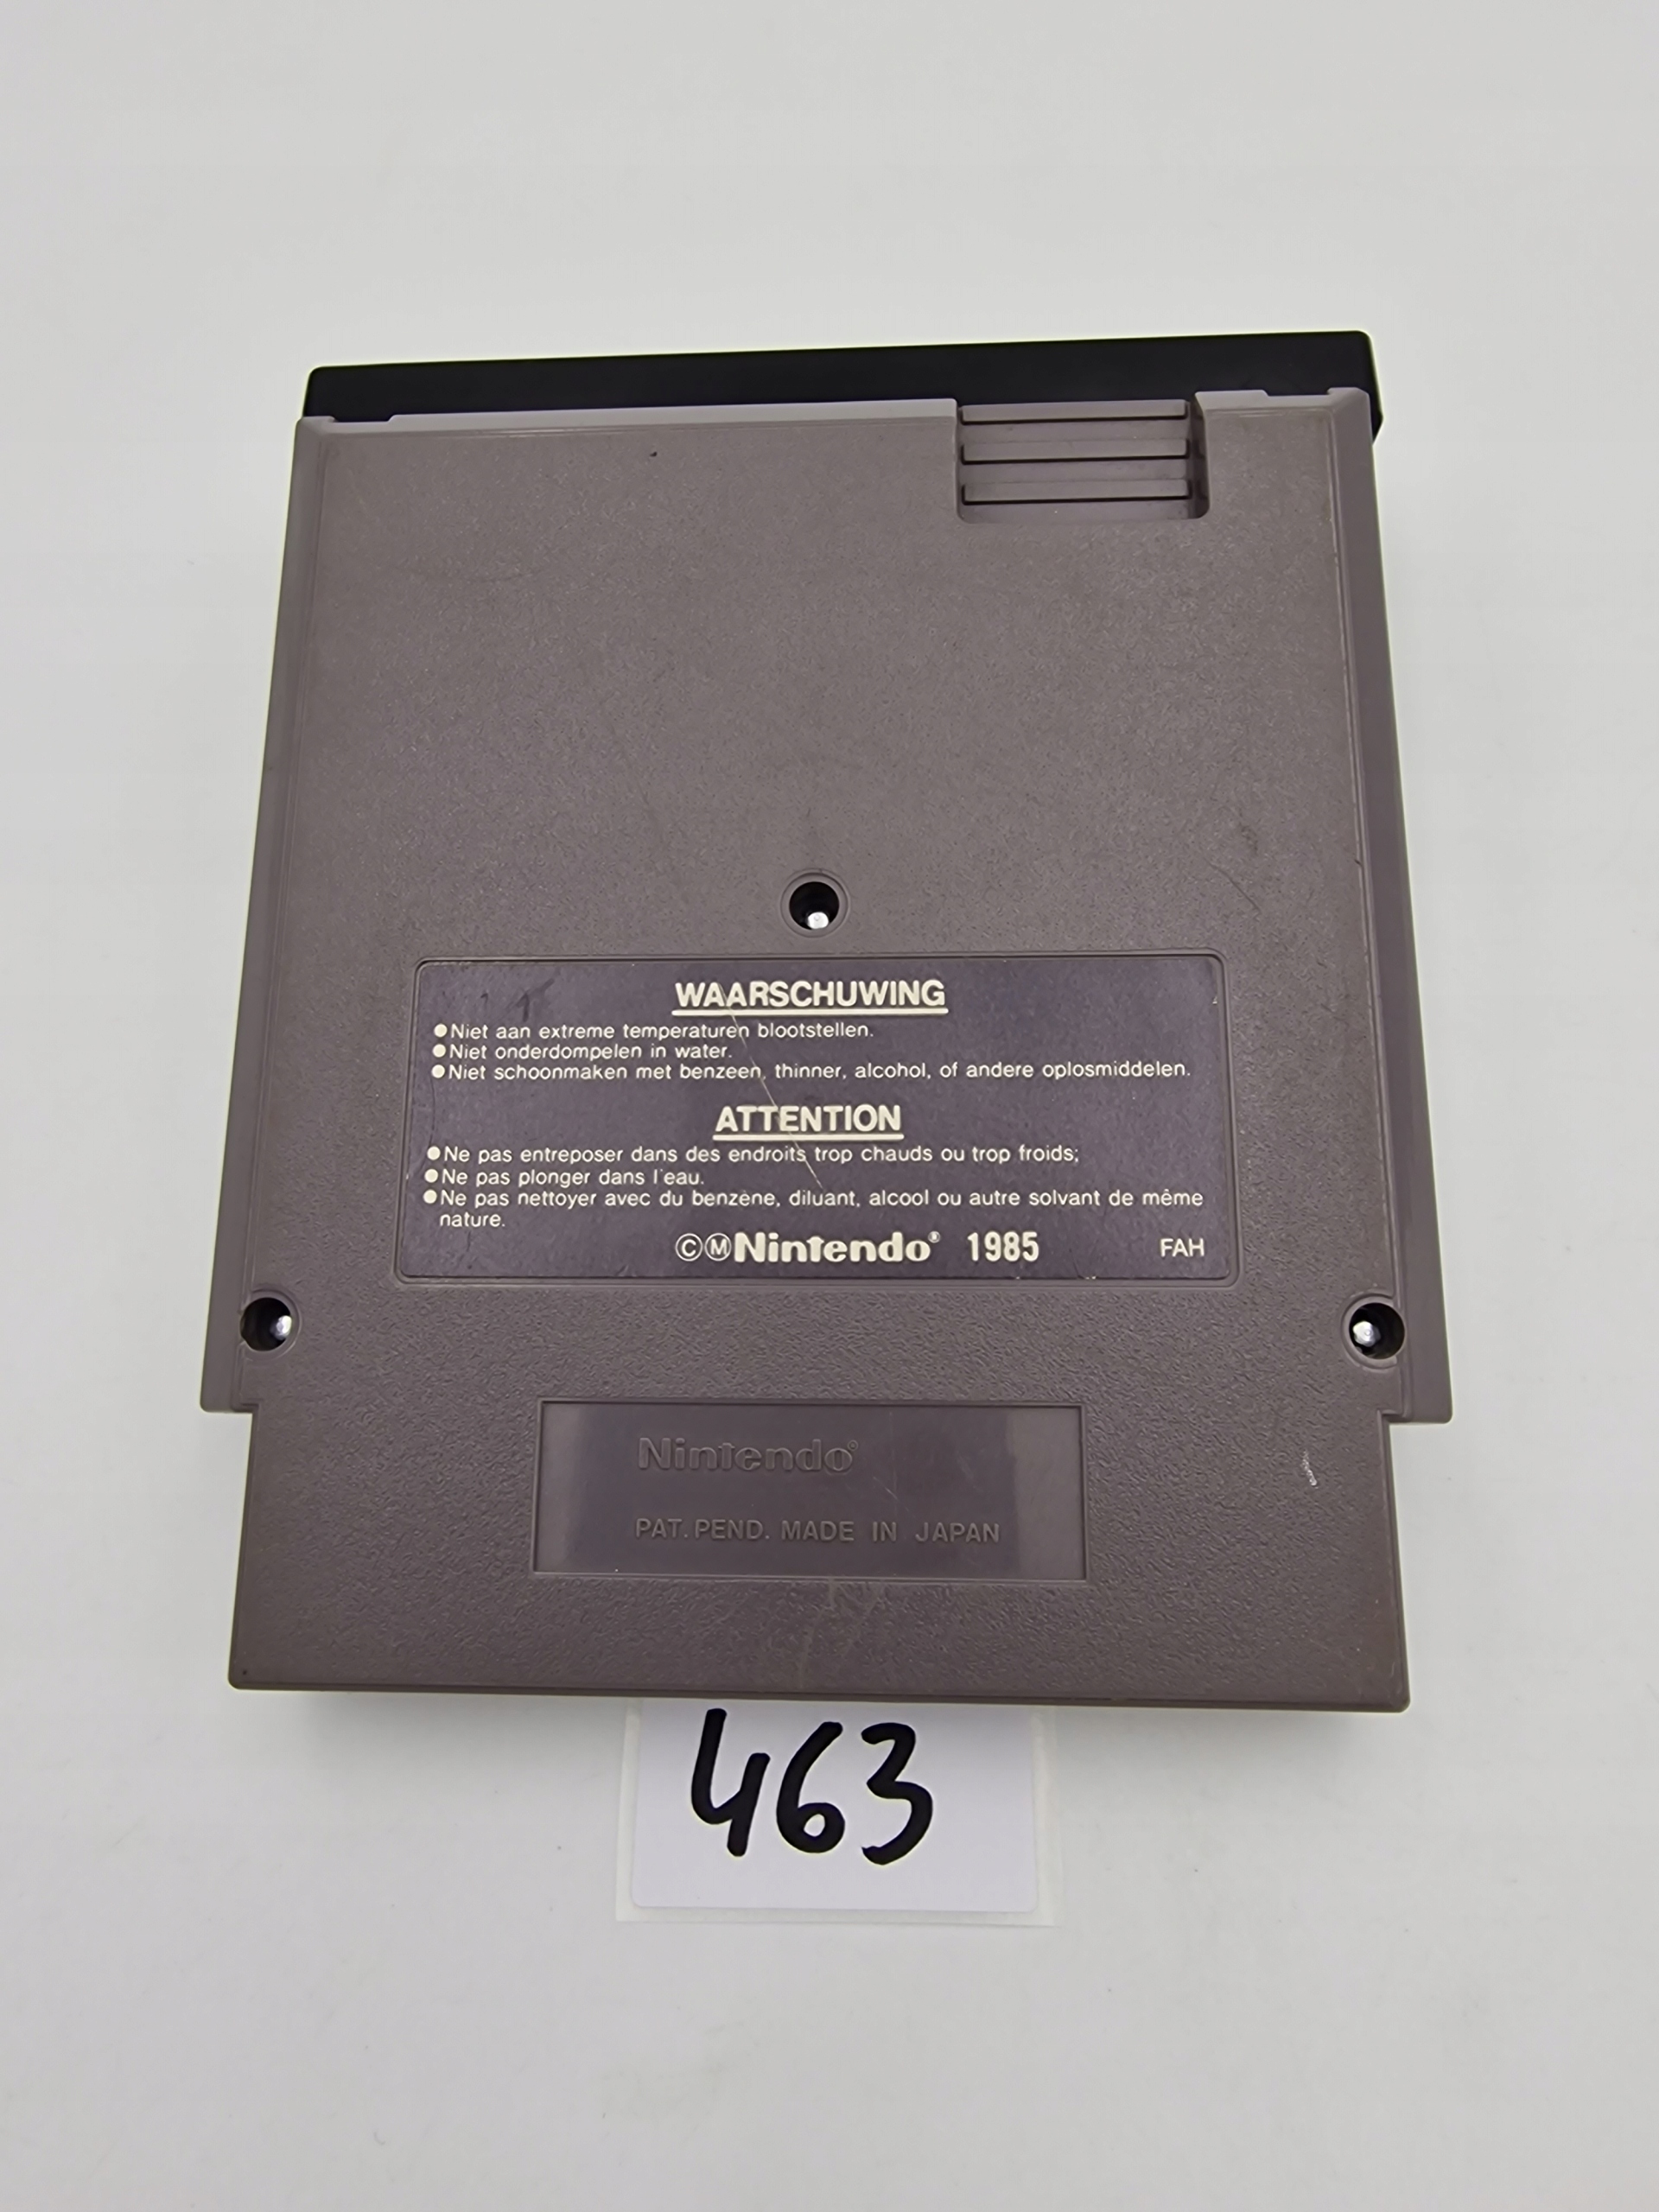 WAARSCHUWING
●Niet aan extreme temperaturen blootstellen.
●Niet onderdompelen in water.
●Niet schoonmaken met benzeen, thinner, alcohol, of andere oplosmiddelen.
ATTENTION
●Ne pas entreposer dans des endroits trop chauds ou trop froids;
●Ne pas plonger dans l'eau.
●Ne pas nettoyer avec du benzène, diluant, alcool ou autre solvant de même
nature.
©ⓂNintendo® 1985 FAH
Nintendo®
PAT. PEND. MADE IN JAPAN
463